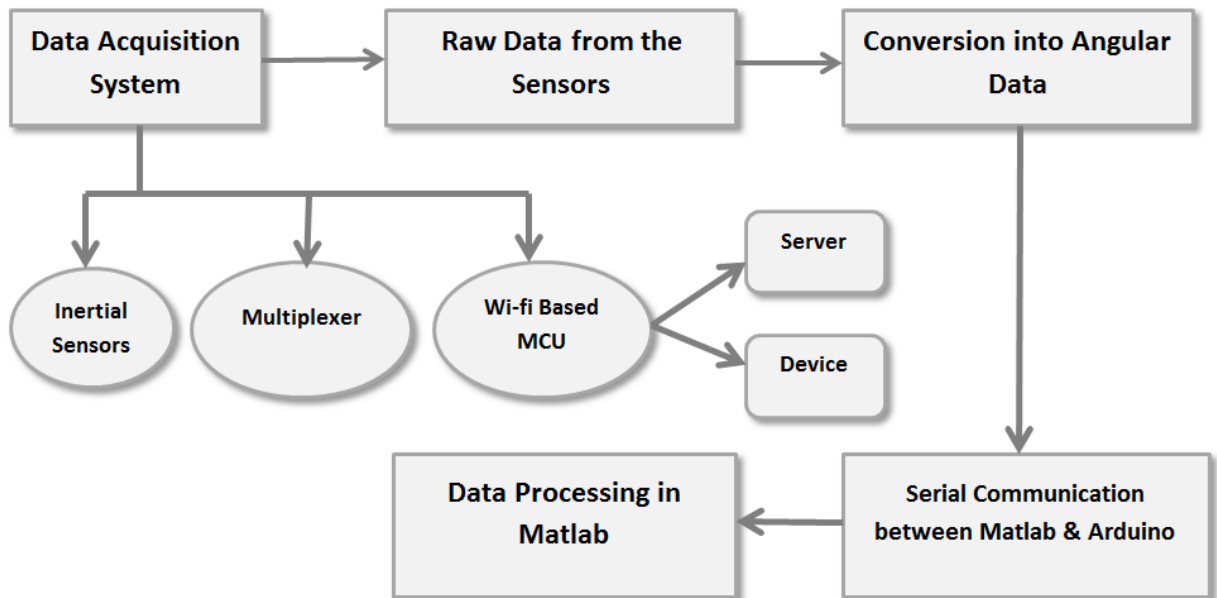 Data Acquisition
System
Raw Data from the
Sensors
Conversion into Angular
Data
Inertial
Sensors
Multiplexer
Wi-fi Based
MCU
Server
Device
Data Processing in
Matlab
Serial Communication
between Matlab & Arduino